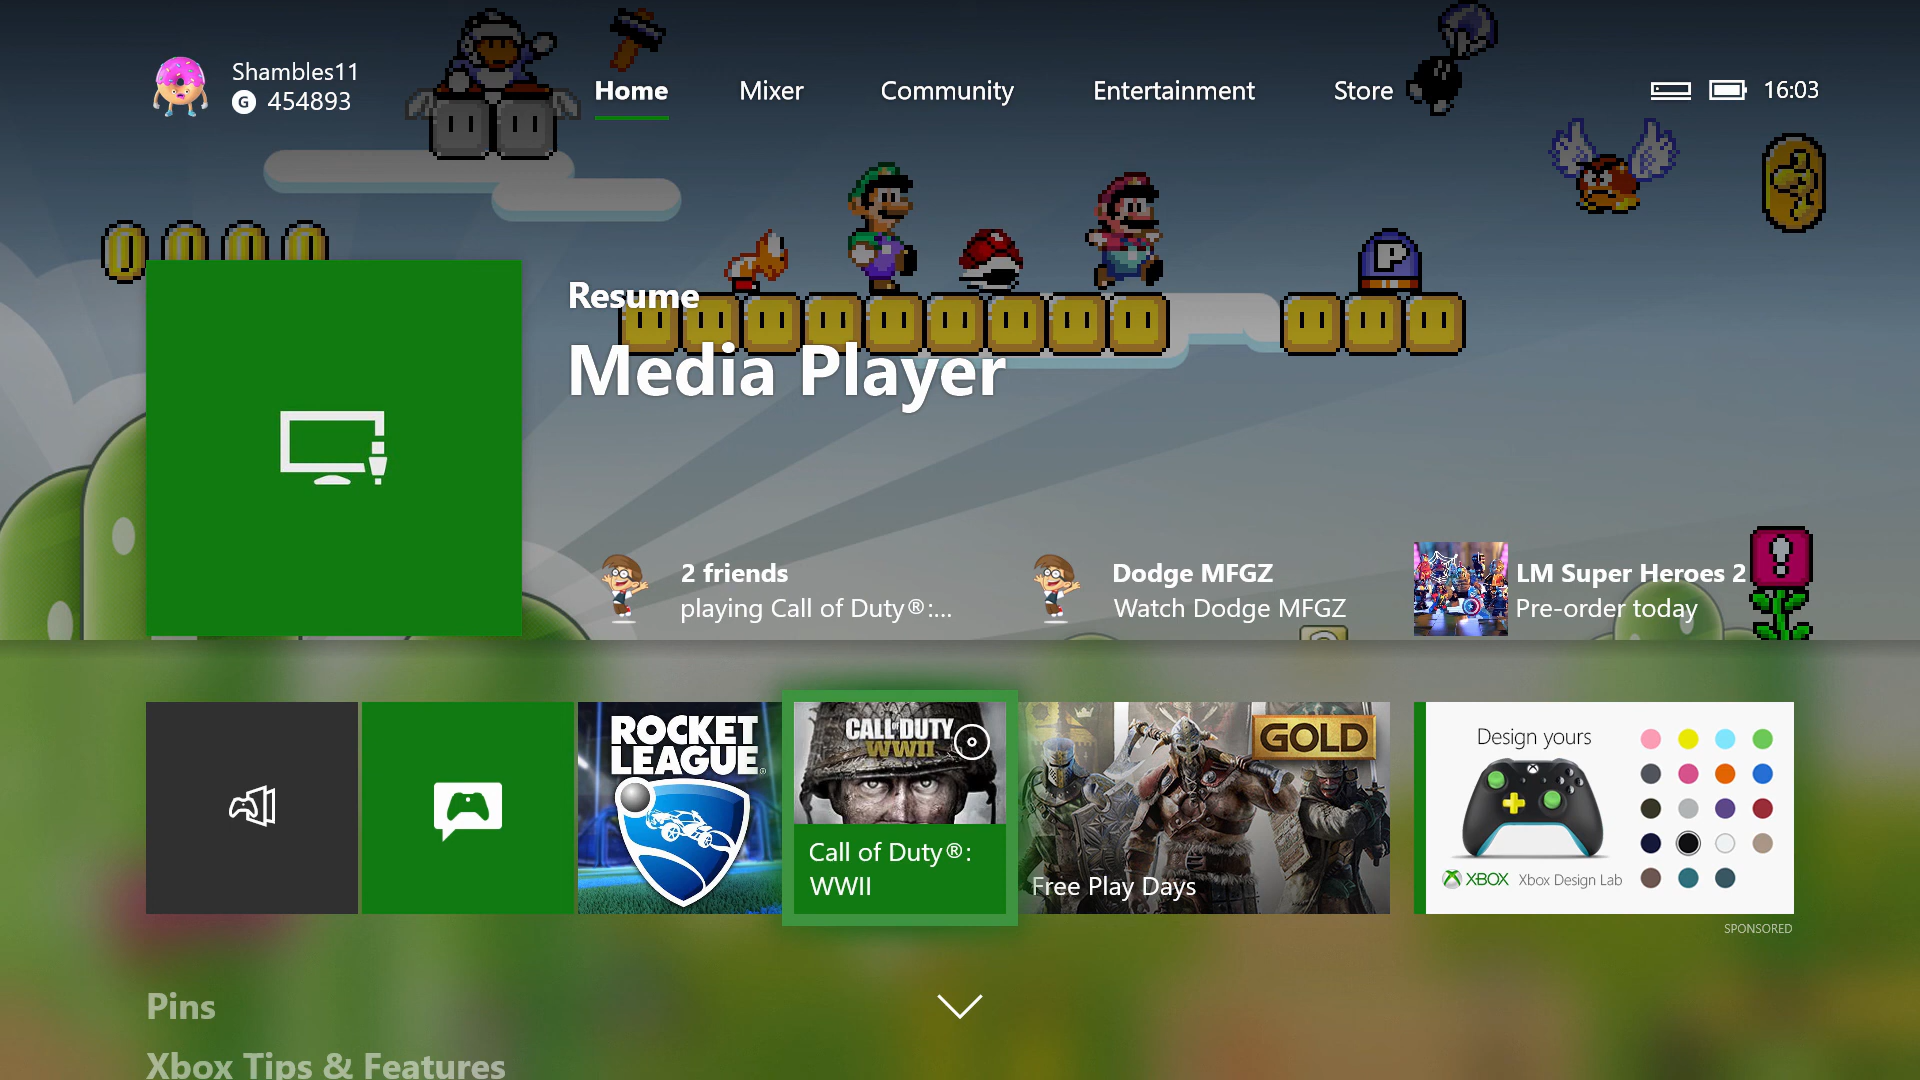 Shambles11
G 454893
Home
Mixer
Community
Entertainment
Store
16:03
P
Resume
Media Player
2 friends
playing Call of Duty®:...
Dodge MFGZ
Watch Dodge MFGZ
LM Super Heroes 2
Pre-order today
!
ROCKET
LEAGUE
CALL OF DUTY
WWII
Call of Duty®:
WWII
GOLD
Free Play Days
Design yours
XBOX Xbox Design Lab
SPONSORED
Pins
Xbox Tips & Features